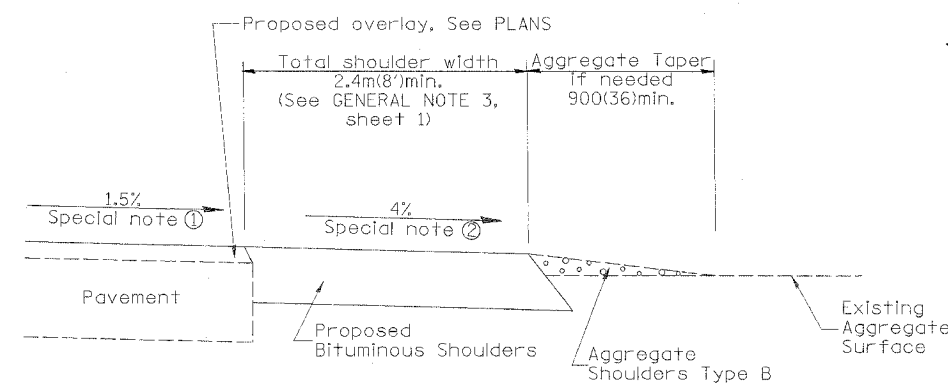 Proposed overlay, See PLANS
Total shoulder width
2.4m(8')min.
(See GENERAL NOTE 3,
sheet 1)
Aggregate Taper
if needed
900(36)min.
1.5%
Special note ①
4%
Special note ②
Pavement
Proposed
Bituminous Shoulders
Aggregate
Shoulders Type B
Existing
Aggregate
Surface